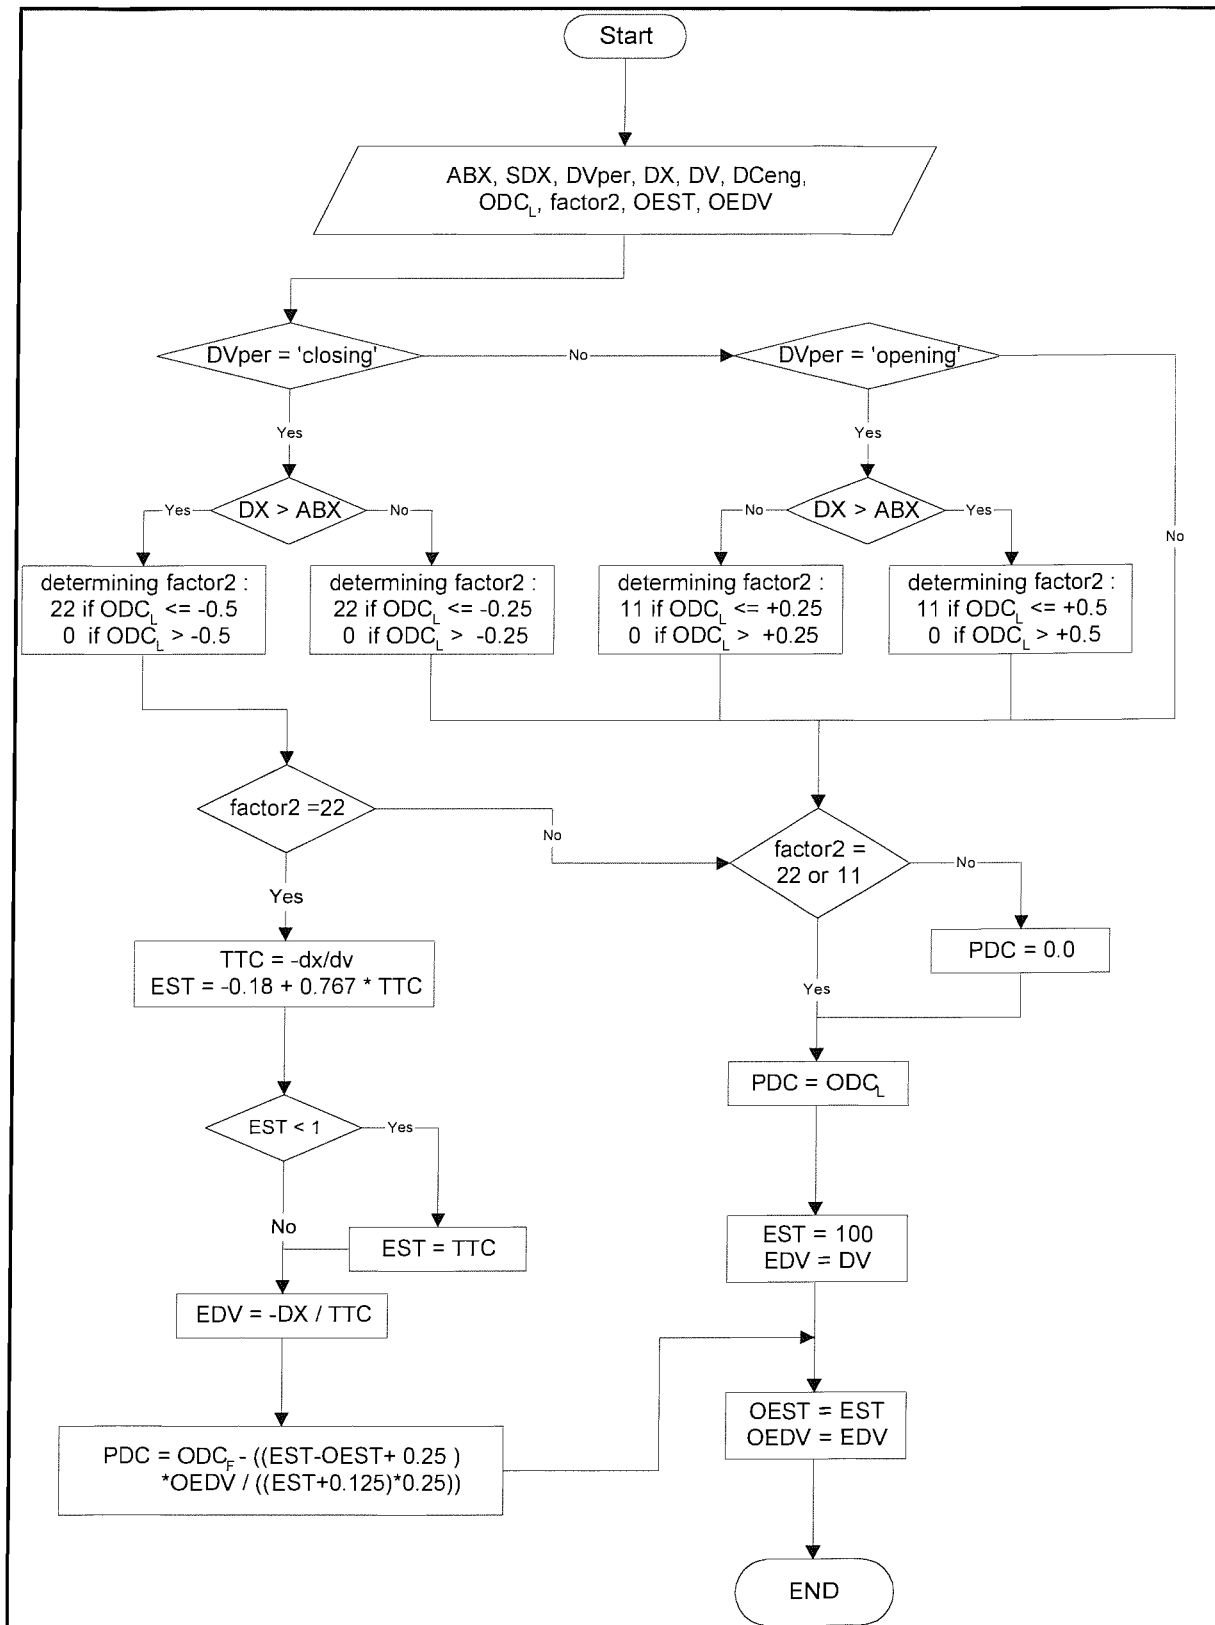 Start
ABX, SDX, DVper, DX, DV, DCeng,
ODC_L, factor2, OEST, OEDV
DVper = 'closing'
No
DVper = 'opening'
Yes
Yes
No
Yes
DX > ABX
No
No
DX > ABX
Yes
determining factor2 :
22 if ODC_L <= -0.5
0 if ODC_L > -0.5
determining factor2 :
22 if ODC_L <= -0.25
0 if ODC_L > -0.25
determining factor2 :
11 if ODC_L <= +0.25
0 if ODC_L > +0.25
determining factor2 :
11 if ODC_L <= +0.5
0 if ODC_L > +0.5
factor2 =22
No
factor2 =
22 or 11
No
Yes
PDC = 0.0
TTC = -dx/dv
EST = -0.18 + 0.767 * TTC
Yes
PDC = ODC_L
EST < 1
Yes
No
EST = TTC
EST = 100
EDV = DV
EDV = -DX / TTC
OEST = EST
OEDV = EDV
PDC = ODC_F - ((EST-OEST+ 0.25 )
*OEDV / ((EST+0.125)*0.25))
END